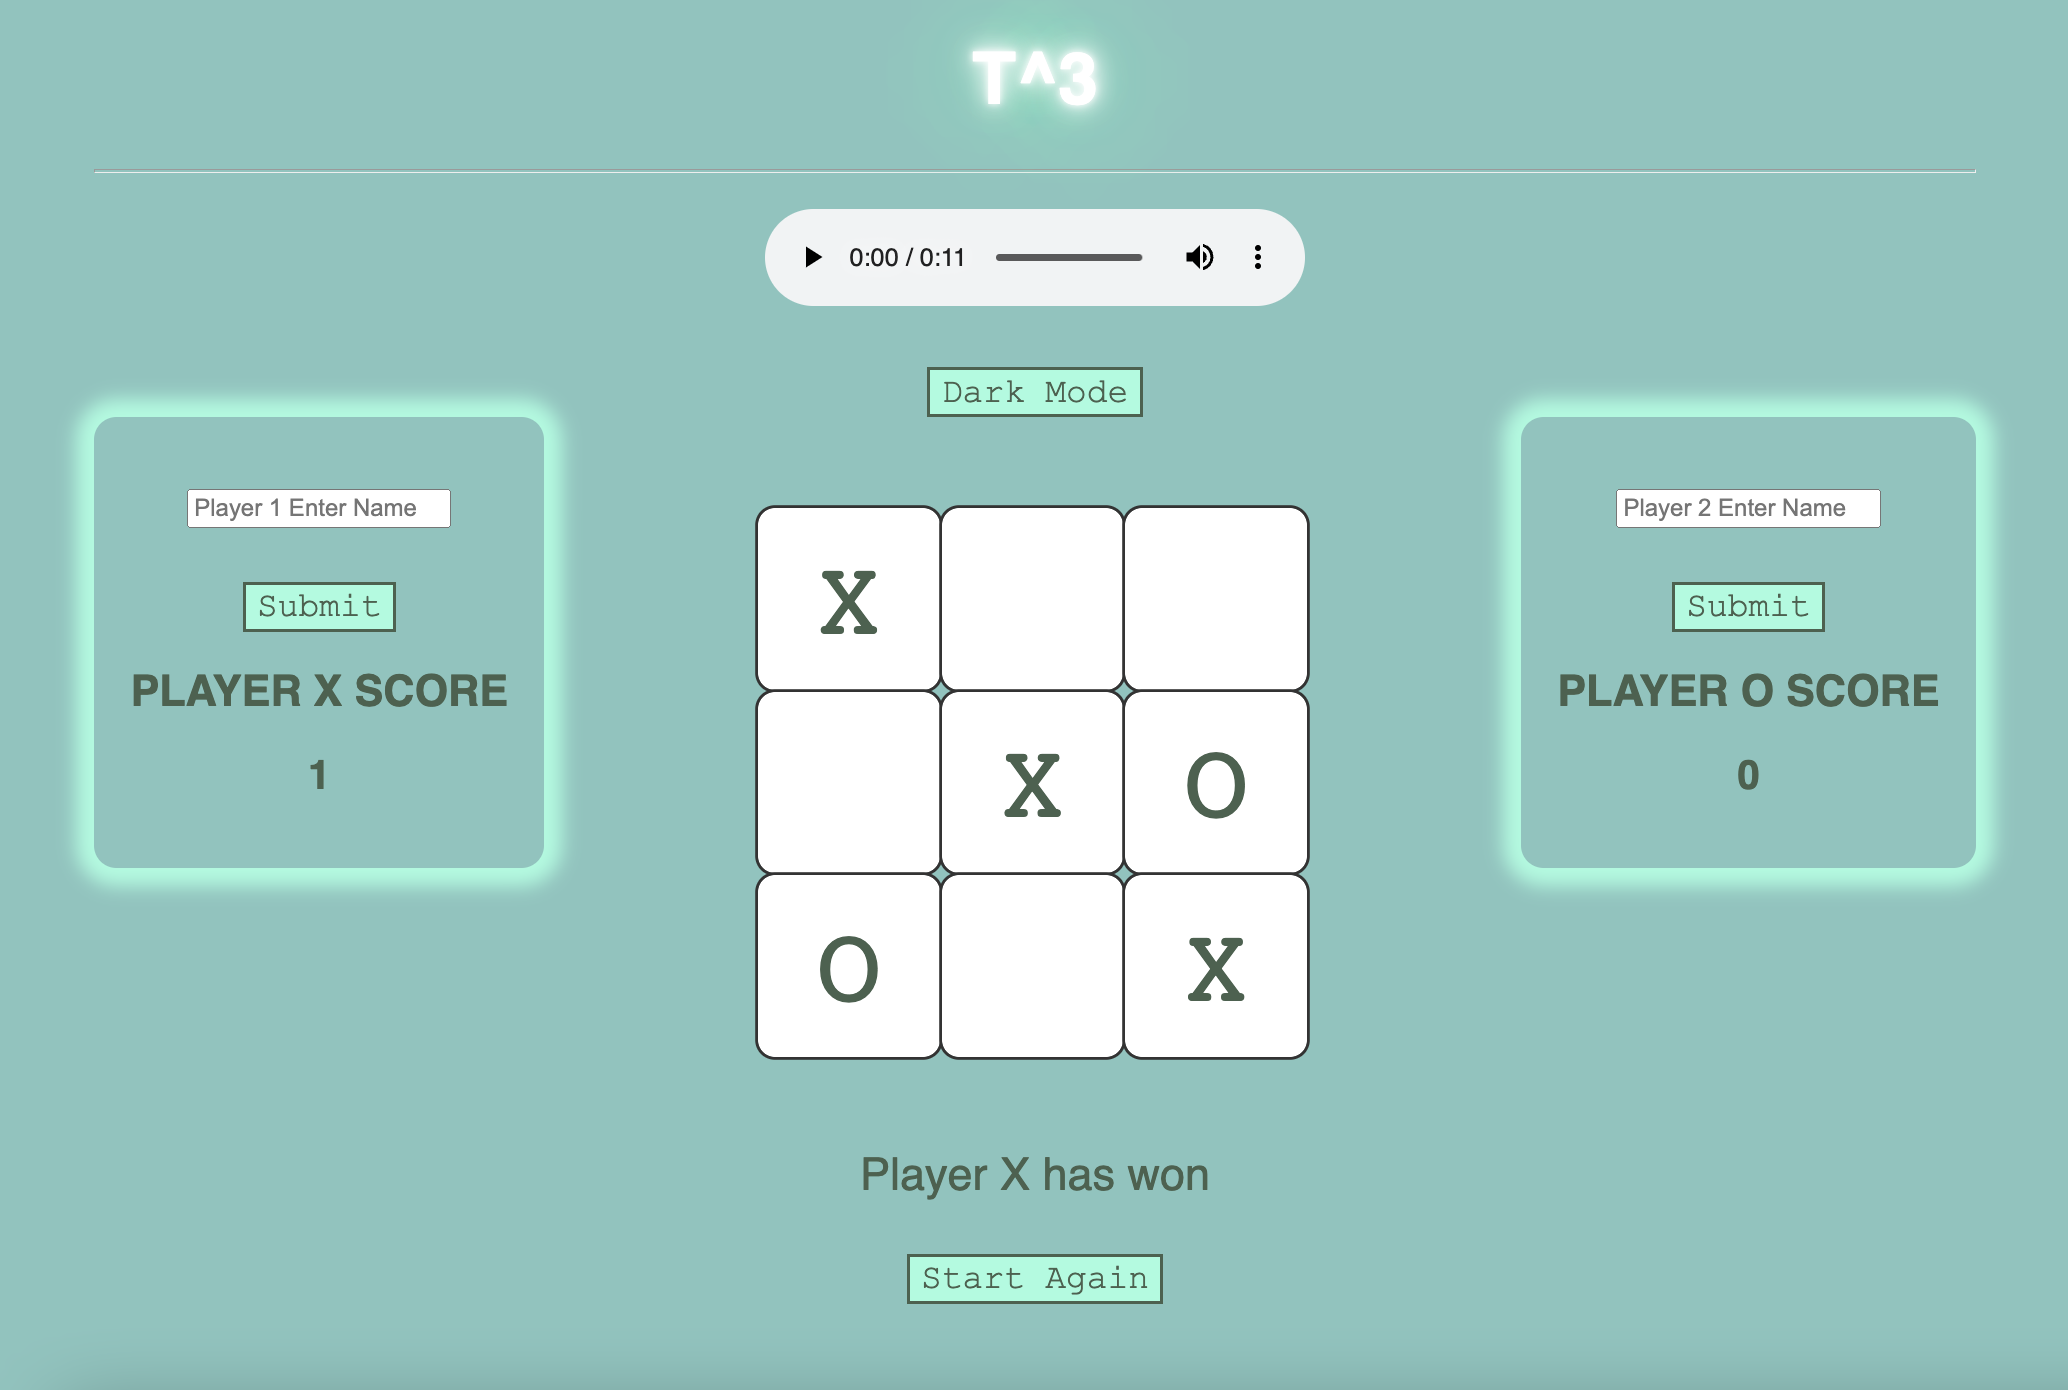 T^3
0:00 / 0:11
Dark Mode
Player 1 Enter Name
Submit
PLAYER X SCORE
1
X
X O
O X
Player 2 Enter Name
Submit
PLAYER O SCORE
0
Player X has won
Start Again